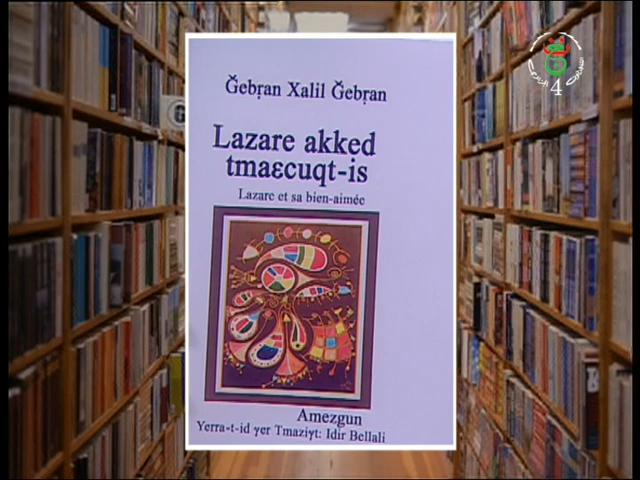 Ǧebṛan Xalil Ǧebṛan
Lazare akked
tmaɛcuqt-is
Lazare et sa bien-aimée
Amezgun
Yerra-t-id ɣer Tmaziɣt: Idir Bellali
4